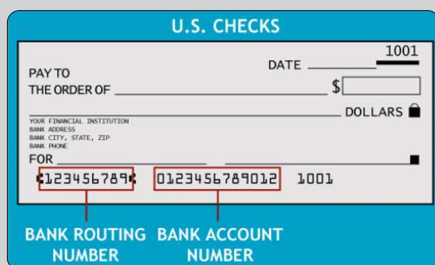 U.S. CHECKS
1001
DATE
PAY TO
THE ORDER OF $
DOLLARS
YOUR FINANCIAL INSTITUTION
BANK ADDRESS
BANK CITY, STATE, ZIP
BANK PHONE
FOR
⑆123456789⑆ 0123456789012 1001
BANK ROUTING NUMBER
BANK ACCOUNT NUMBER